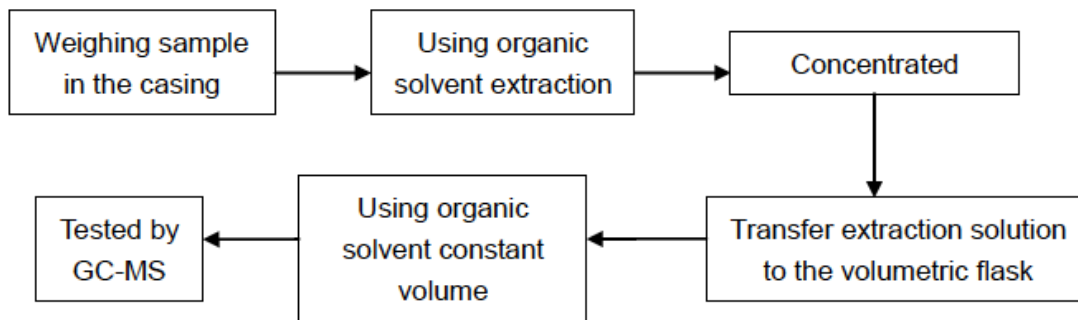 Weighing sample
in the casing
Using organic
solvent extraction
Concentrated
Transfer extraction solution
to the volumetric flask
Using organic
solvent constant
volume
Tested by
GC-MS